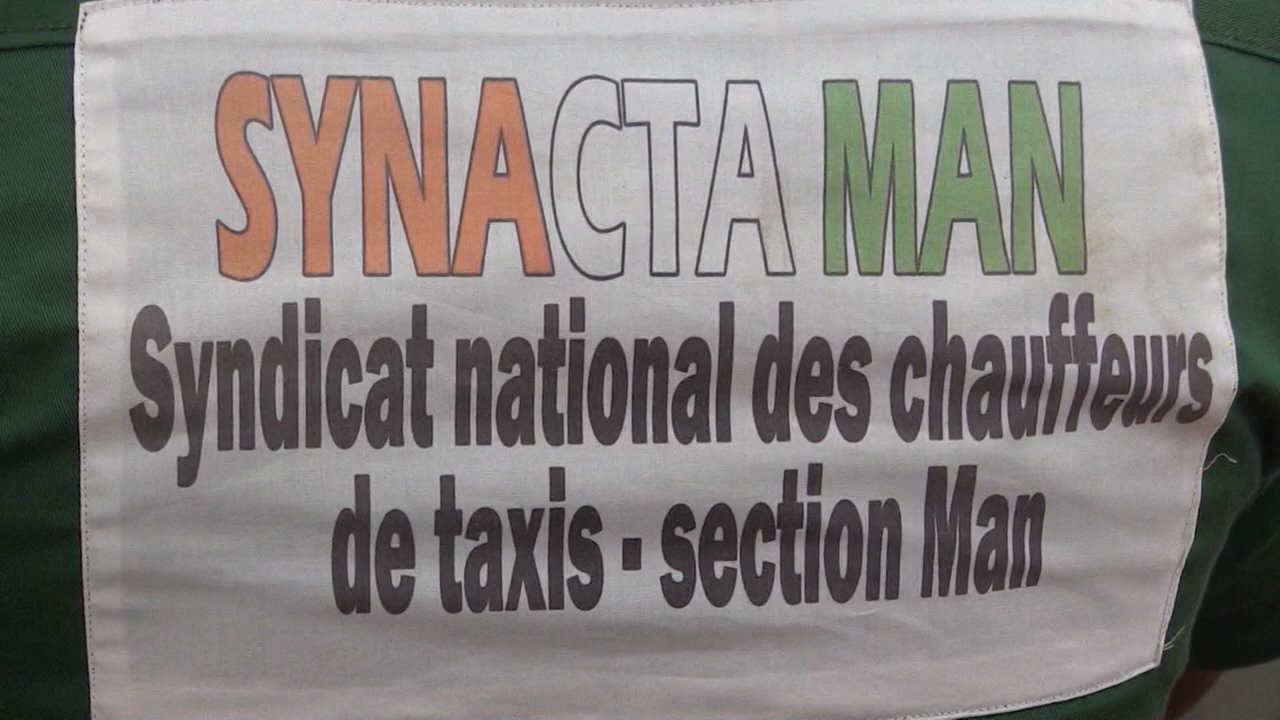 SYNACTA MAN
Syndicat national des chauffeurs
de taxis - section Man